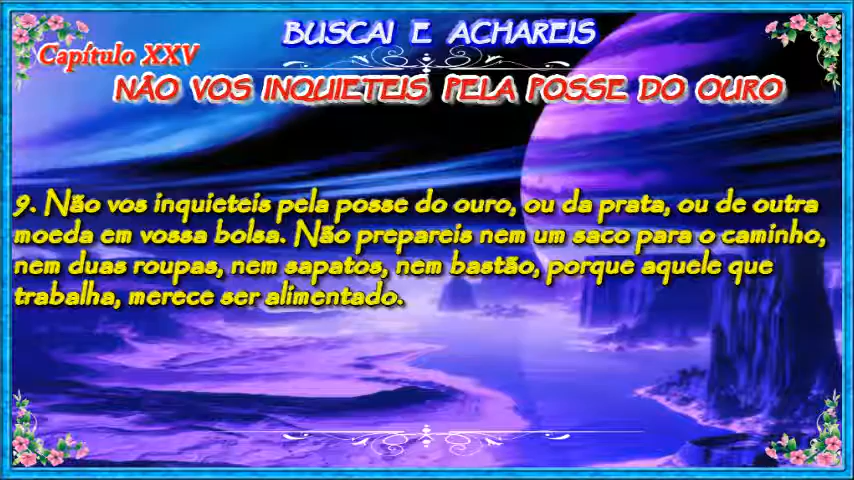 BUSCAI E ACHAREIS
Capítulo XXV
NÃO VOS INQUIETEIS PELA POSSE DO OURO
9. Não vos inquieteis pela posse do ouro, ou da prata, ou de outra
moeda em vossa bolsa. Não prepareis nem um saco para o caminho,
nem duas roupas, nem sapatos, nem bastão, porque aquele que
trabalha, merece ser alimentado.